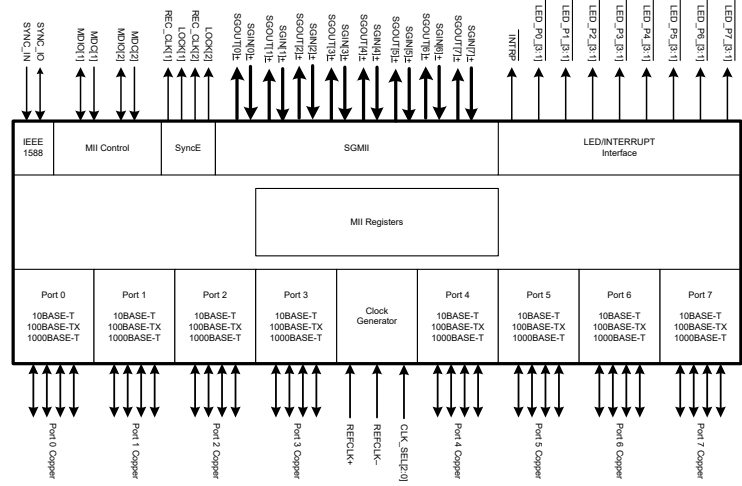 SYNC_IN
SYNC_IO
MDIO[1]
MDC[1]
MDIO[2]
MDC[2]
REC_CLK[1]
LOCK[1]
REC_CLK[2]
LOCK[2]
SGOUT[0]±
SGIN[0]±
SGOUT[1]±
SGIN[1]±
SGOUT[2]±
SGIN[2]±
SGOUT[3]±
SGIN[3]±
SGOUT[4]±
SGIN[4]±
SGOUT[5]±
SGIN[5]±
SGOUT[6]±
SGIN[6]±
SGOUT[7]±
SGIN[7]±
INTRP
LED_P0_[3:1]
LED_P1_[3:1]
LED_P2_[3:1]
LED_P3_[3:1]
LED_P4_[3:1]
LED_P5_[3:1]
LED_P6_[3:1]
LED_P7_[3:1]
IEEE
1588
MII Control
SyncE
SGMII
LED/INTERRUPT
Interface
MII Registers
Port 0
10BASE-T
100BASE-TX
1000BASE-T
Port 1
10BASE-T
100BASE-TX
1000BASE-T
Port 2
10BASE-T
100BASE-TX
1000BASE-T
Port 3
10BASE-T
100BASE-TX
1000BASE-T
Clock
Generator
Port 4
10BASE-T
100BASE-TX
1000BASE-T
Port 5
10BASE-T
100BASE-TX
1000BASE-T
Port 6
10BASE-T
100BASE-TX
1000BASE-T
Port 7
10BASE-T
100BASE-TX
1000BASE-T
Port 0 Copper
Port 1 Copper
Port 2 Copper
Port 3 Copper
REFCLK+
REFCLK–
CLK_SEL[2:0]
Port 4 Copper
Port 5 Copper
Port 6 Copper
Port 7 Copper